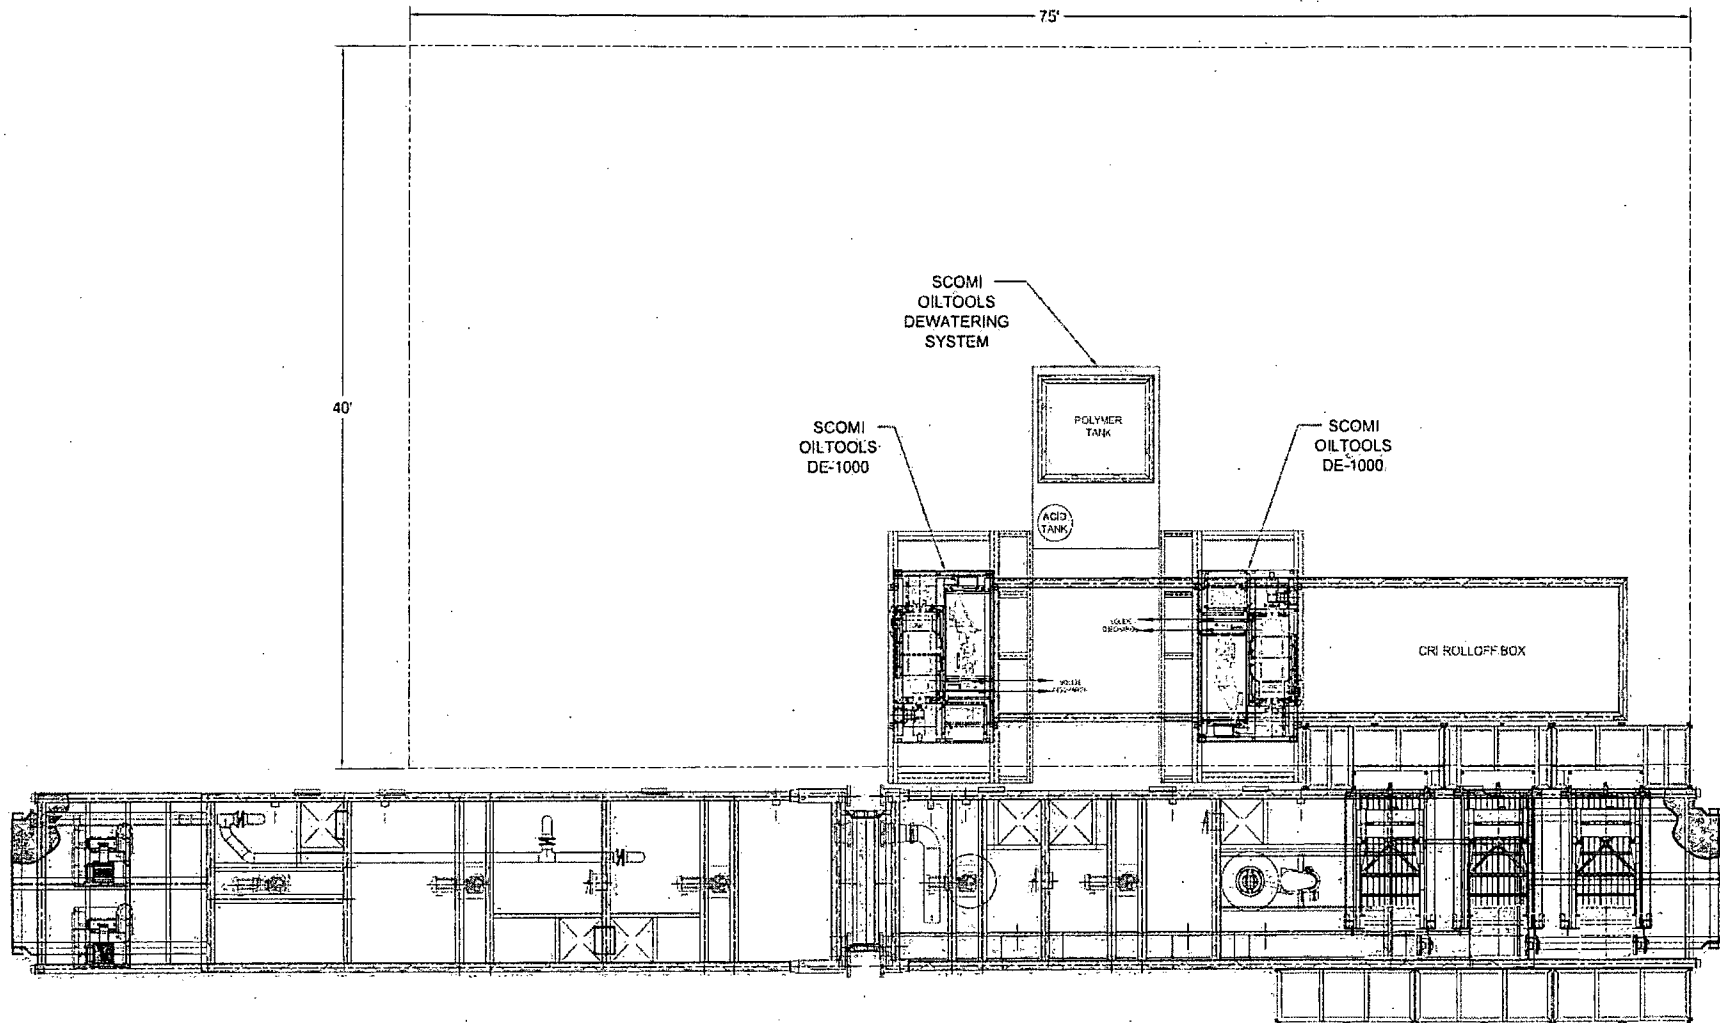 75'
40'
SCOMI
OILTOOLS
DEWATERING
SYSTEM
SCOMI
OILTOOLS
DE-1000
POLYMER
TANK
SCOMI
OILTOOLS
DE-1000
ACID
TANK
CRI ROLLOFF BOX